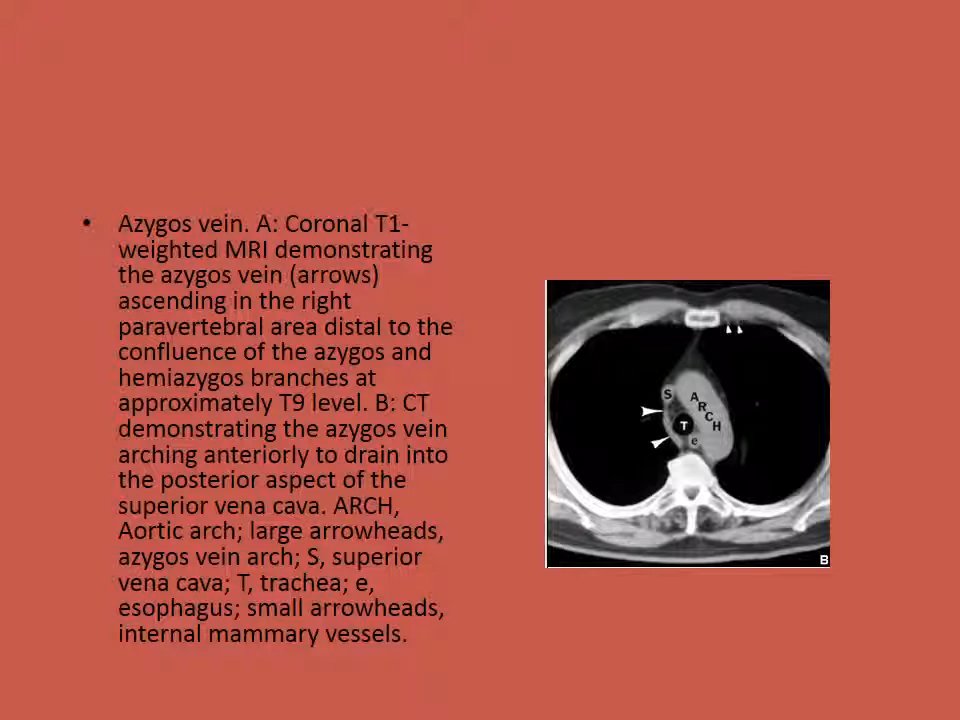 • Azygos vein. A: Coronal T1-
weighted MRI demonstrating
the azygos vein (arrows)
ascending in the right
paravertebral area distal to the
confluence of the azygos and
hemiazygos branches at
approximately T9 level. B: CT
demonstrating the azygos vein
arching anteriorly to drain into
the posterior aspect of the
superior vena cava. ARCH,
Aortic arch; large arrowheads,
azygos vein arch; S, superior
vena cava; T, trachea; e,
esophagus; small arrowheads,
internal mammary vessels.
S
ARCH
T
e
B